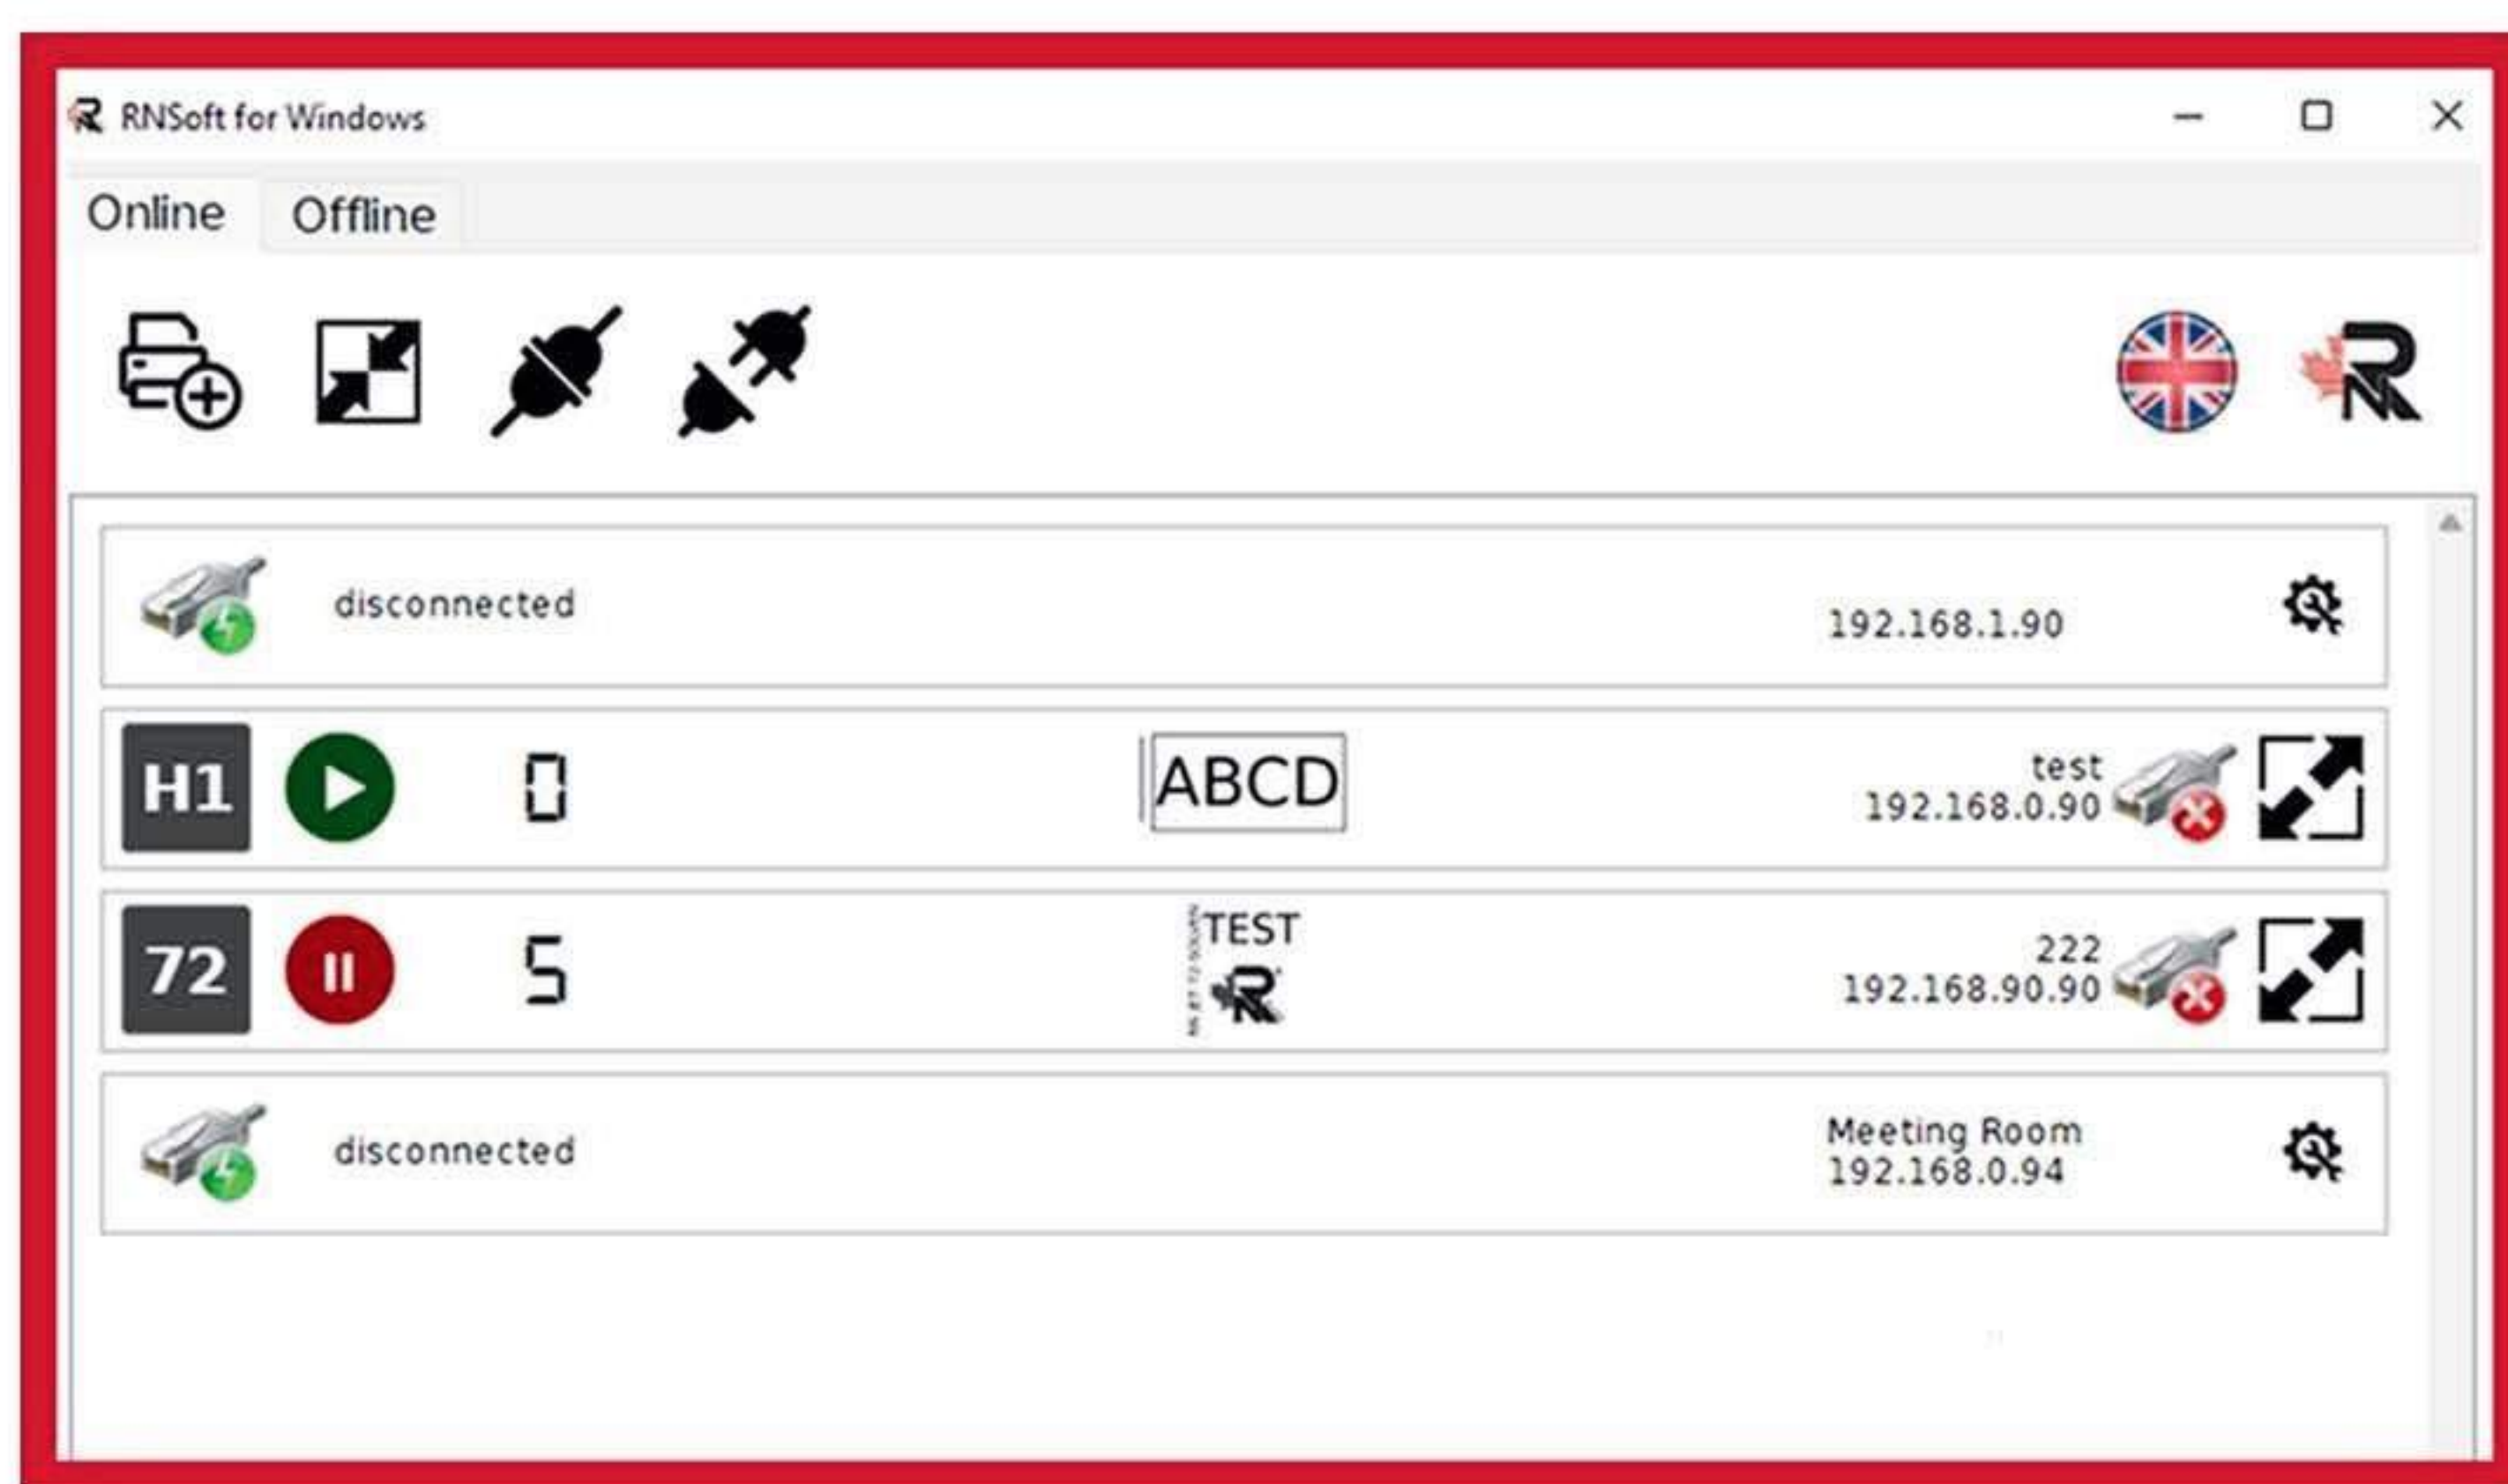 RNSoft for Windows
Online Offline
disconnected
192.168.1.90
H1 0 ABCD test
192.168.0.90
72 5 TEST 222
192.168.90.90
disconnected
Meeting Room
192.168.0.94